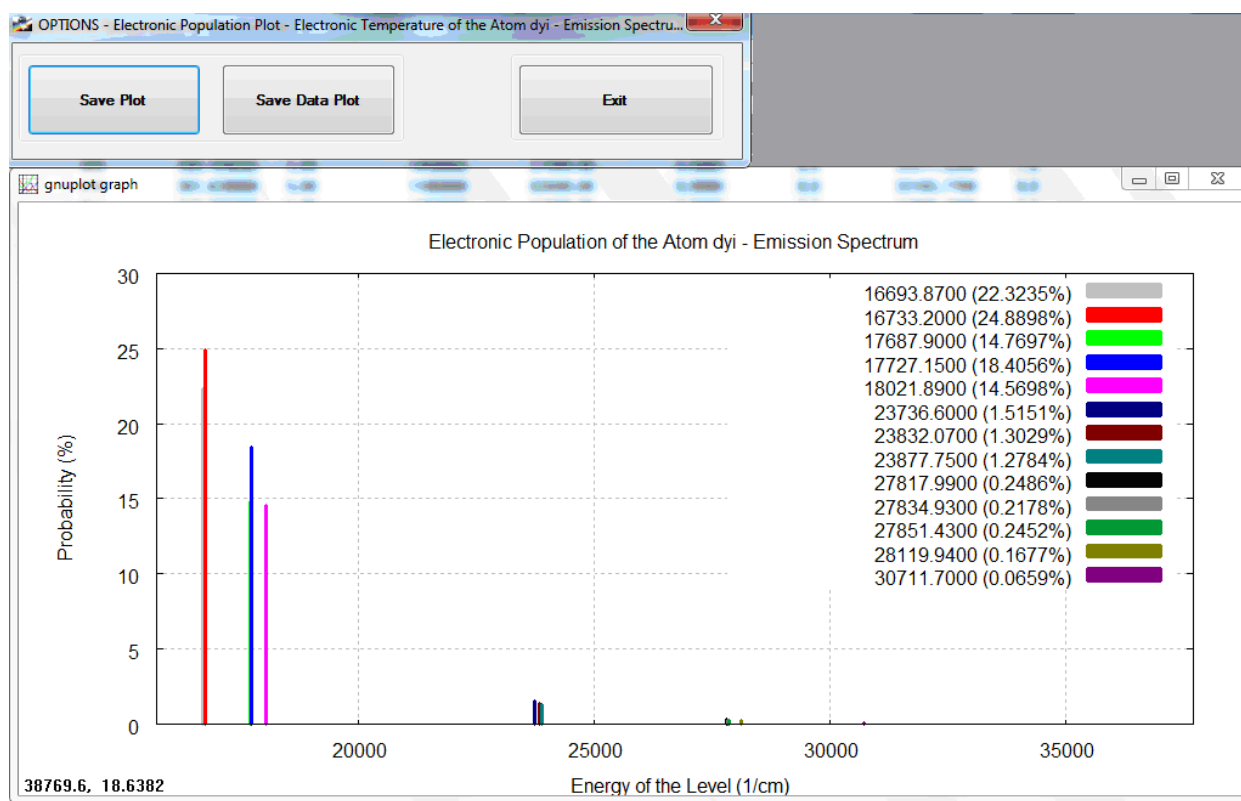 OPTIONS - Electronic Population Plot - Electronic Temperature of the Atom dyi - Emission Spectru...
Save Plot
Save Data Plot
Exit
gnuplot graph
Electronic Population of the Atom dyi - Emission Spectrum
30
25
20
15
10
5
0
Probability (%)
16693.8700 (22.3235%)
16733.2000 (24.8898%)
17687.9000 (14.7697%)
17727.1500 (18.4056%)
18021.8900 (14.5698%)
23736.6000 (1.5151%)
23832.0700 (1.3029%)
23877.7500 (1.2784%)
27817.9900 (0.2486%)
27834.9300 (0.2178%)
27851.4300 (0.2452%)
28119.9400 (0.1677%)
30711.7000 (0.0659%)
20000 25000 30000 35000
Energy of the Level (1/cm)
38769.6, 18.6382